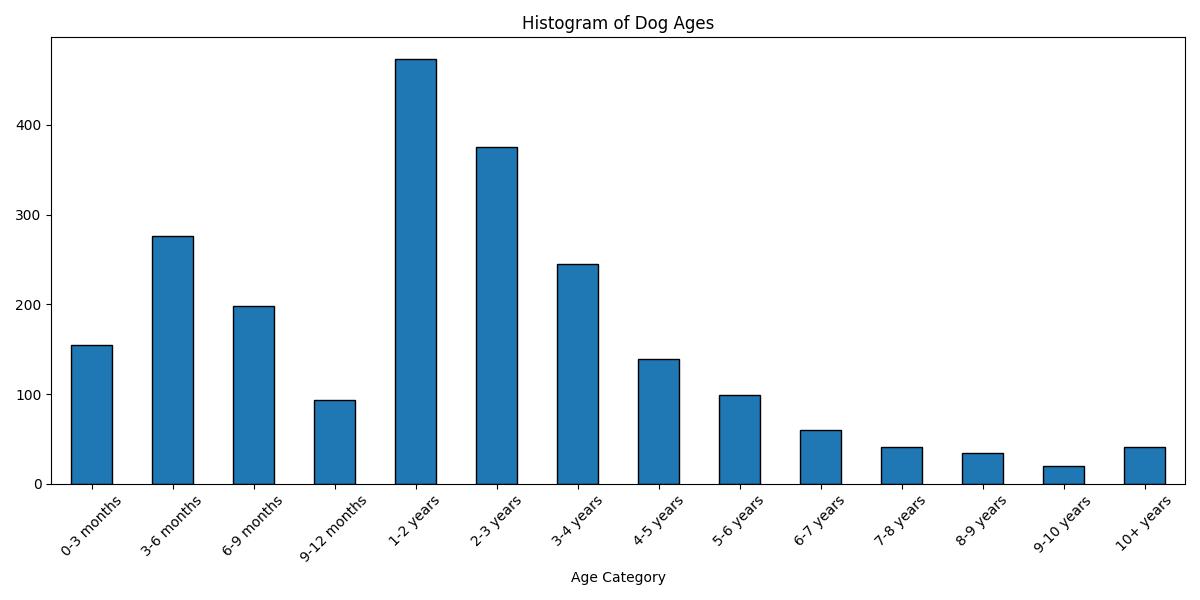 Histogram of Dog Ages
400
300
200
100
0
0-3 months
3-6 months
6-9 months
9-12 months
1-2 years
2-3 years
3-4 years
4-5 years
5-6 years
6-7 years
7-8 years
8-9 years
9-10 years
10+ years
Age Category